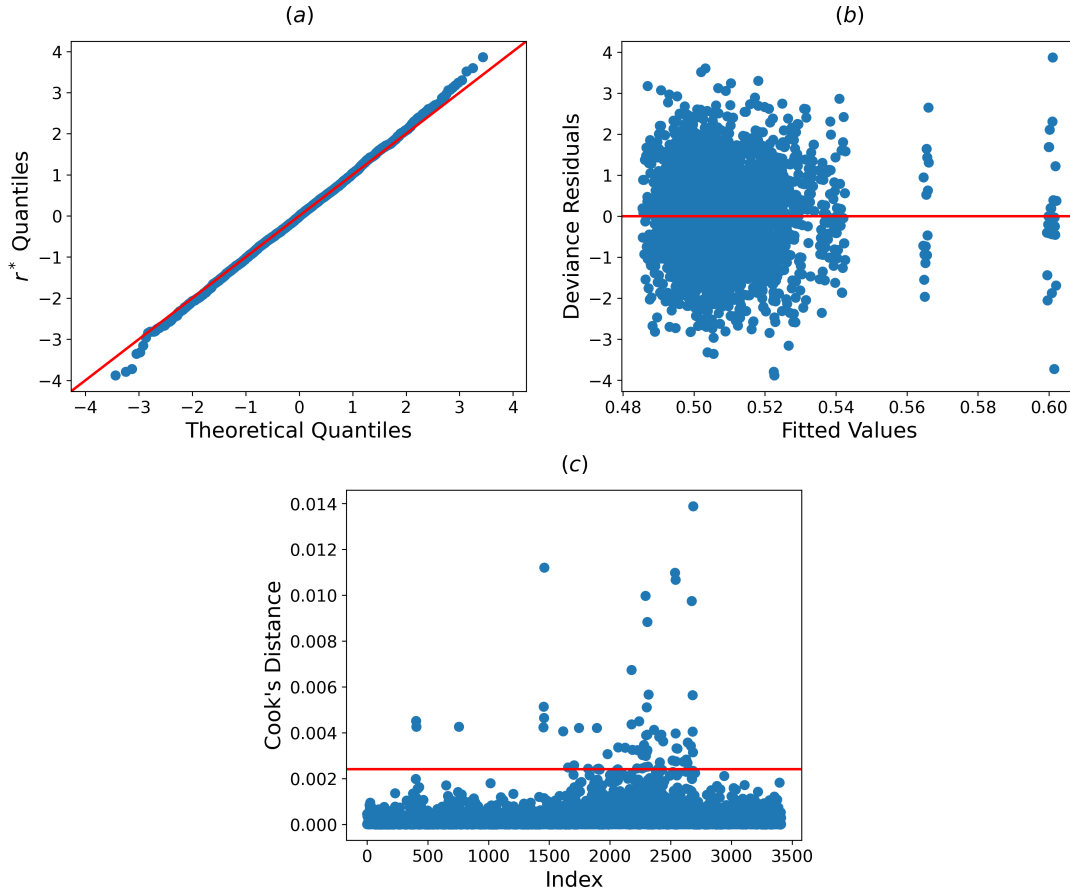 (a)
4
3
2
1
0
−1
−2
−3
−4
r* Quantiles
−4 −3 −2 −1 0 1 2 3 4
Theoretical Quantiles
(b)
4
3
2
1
0
−1
−2
−3
−4
Deviance Residuals
0.48 0.50 0.52 0.54 0.56 0.58 0.60
Fitted Values
(c)
0.014
0.012
0.010
0.008
0.006
0.004
0.002
0.000
Cook's Distance
0 500 1000 1500 2000 2500 3000 3500
Index